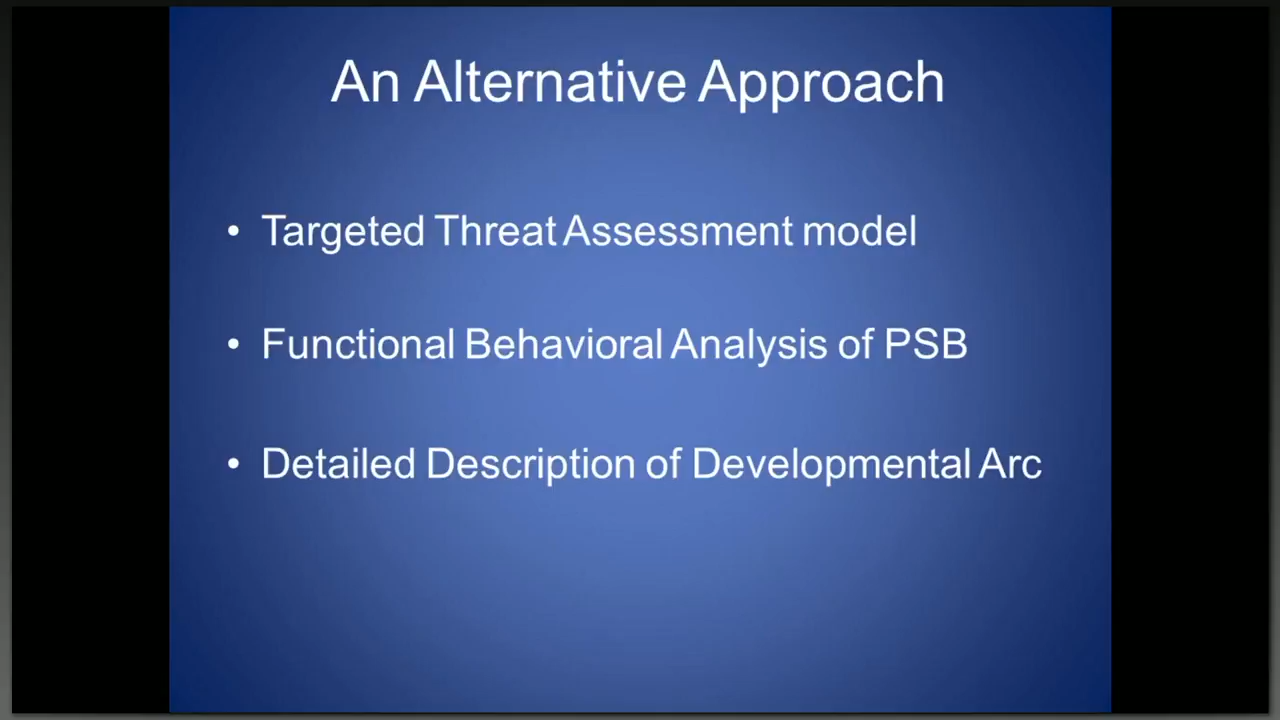 An Alternative Approach
• Targeted Threat Assessment model
• Functional Behavioral Analysis of PSB
• Detailed Description of Developmental Arc